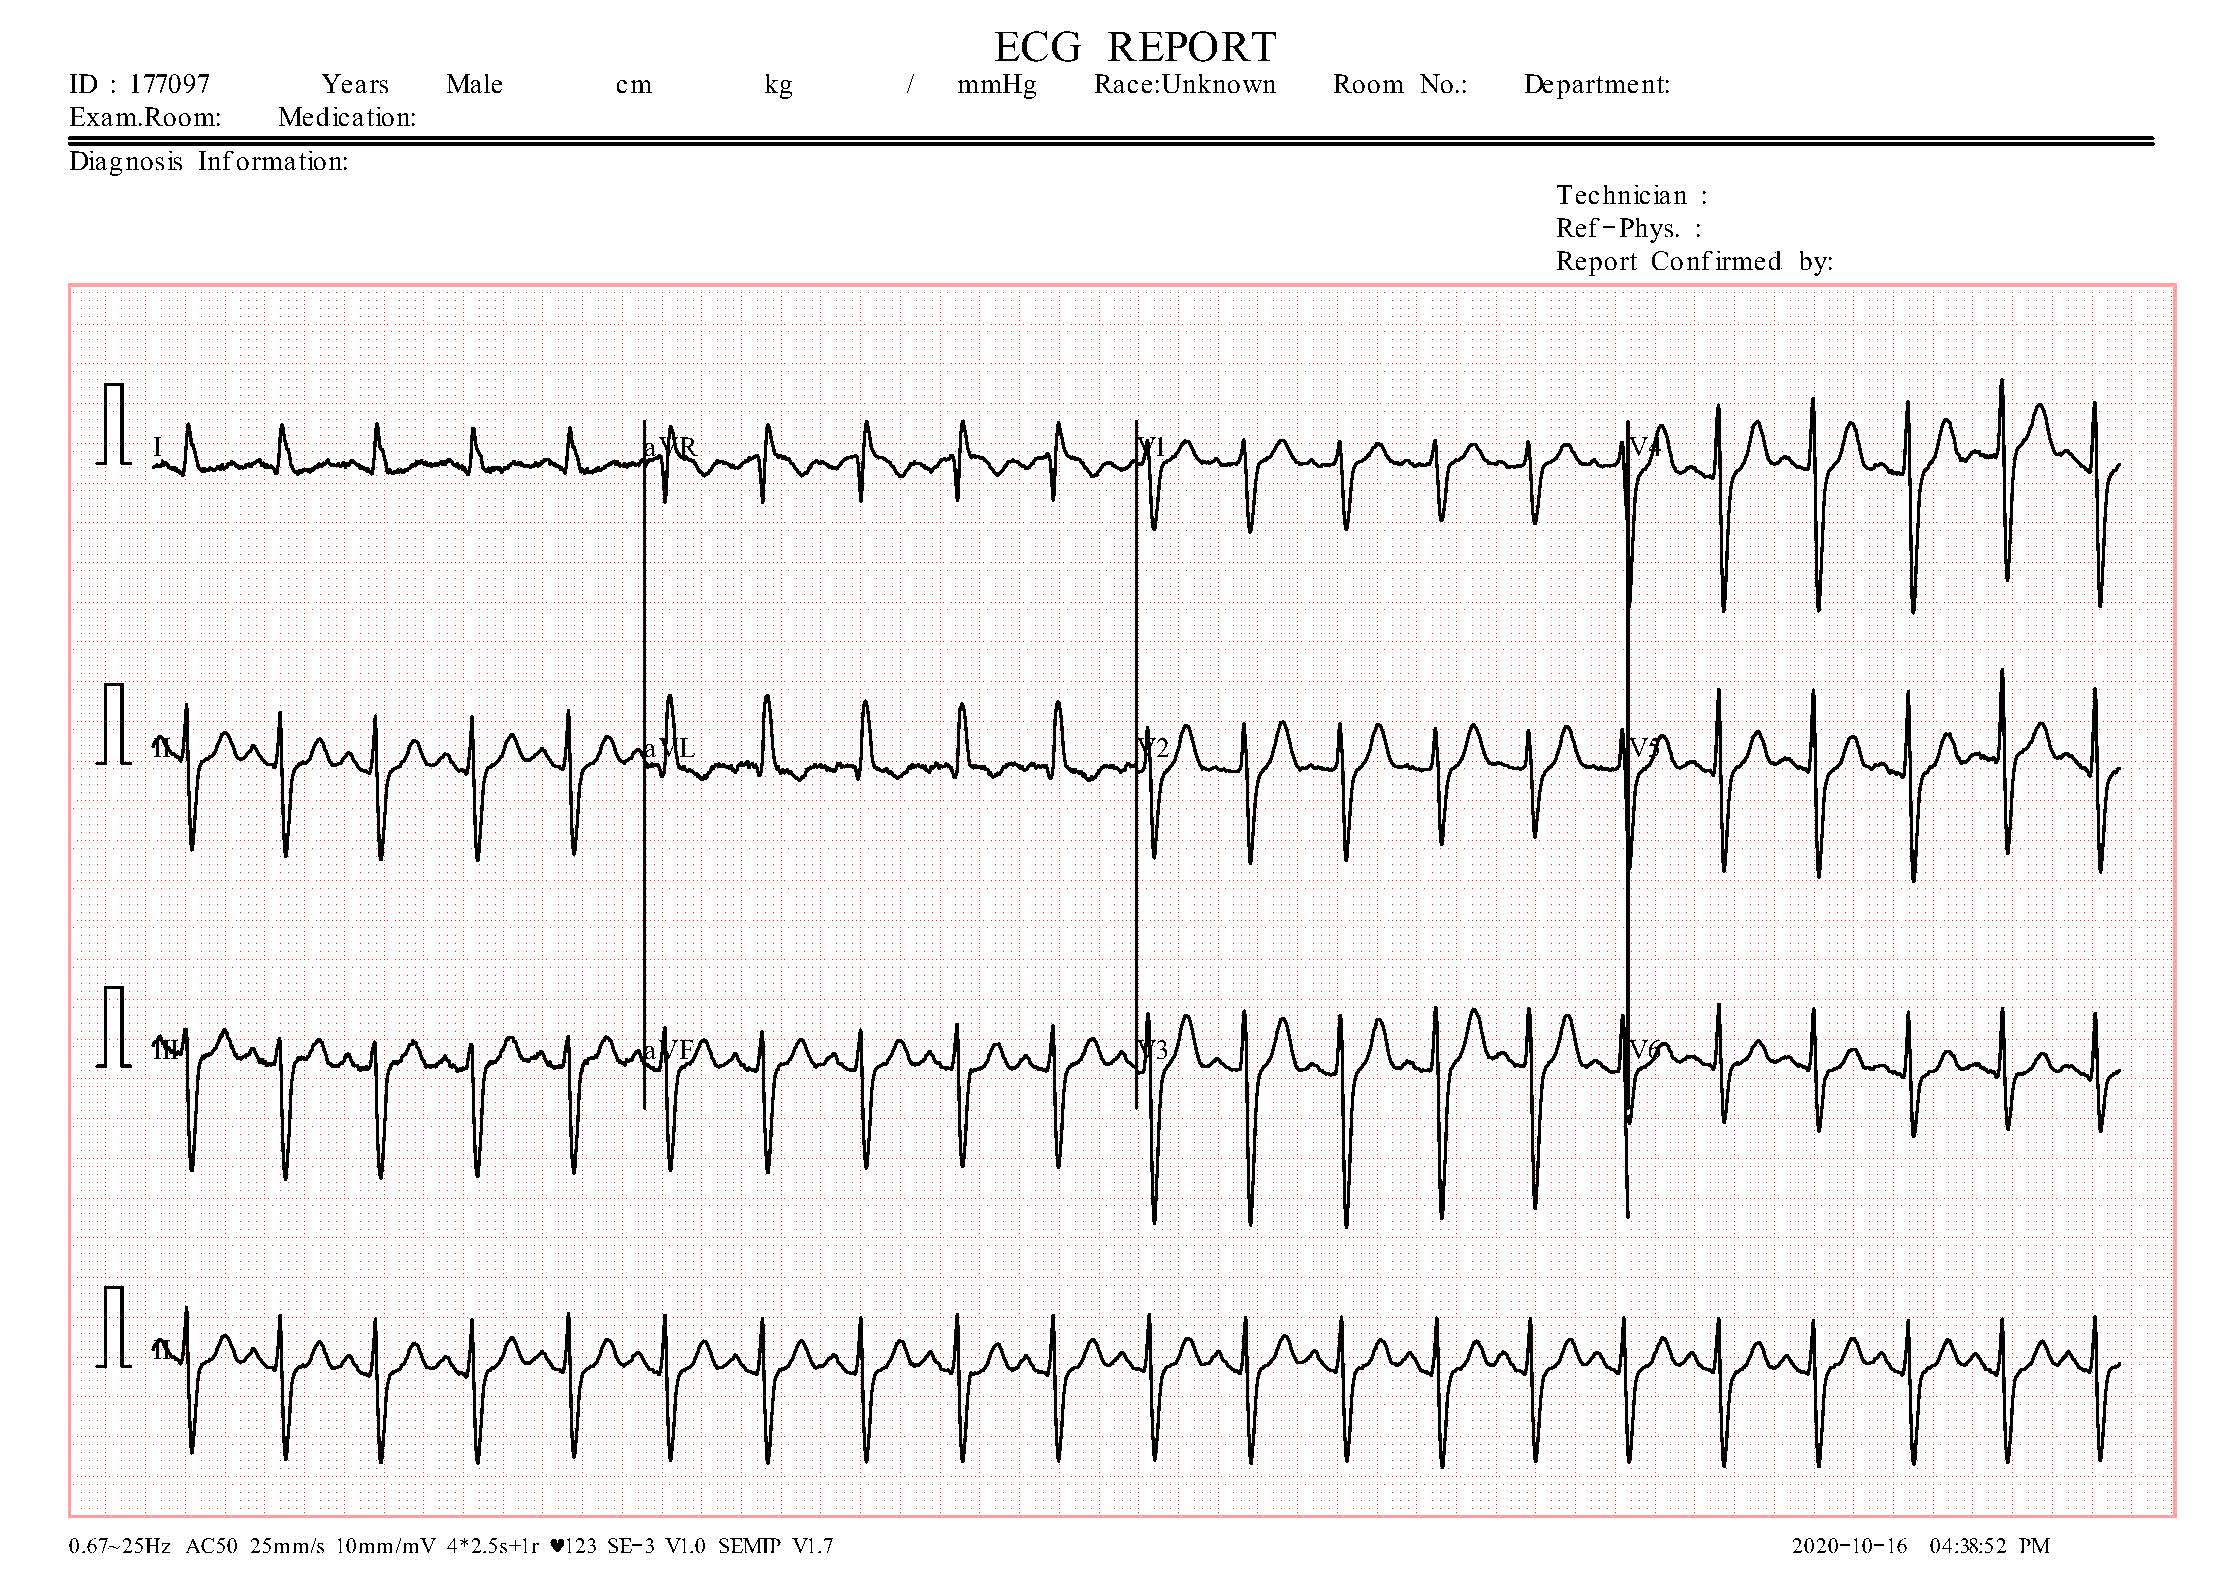 ECG REPORT
ID : 177097 Years Male cm kg / mmHg Race:Unknown Room No.: Department:
Exam.Room: Medication:
Diagnosis Information:
Technician :
Ref-Phys. :
Report Confirmed by:
I aVR V1 V4
II aVL V2 V5
III aVF V3 V6
II
0.67~25Hz AC50 25mm/s 10mm/mV 4*2.5s+1r ♥123 SE-3 V1.0 SEMIP V1.7 2020-10-16 04:38:52 PM